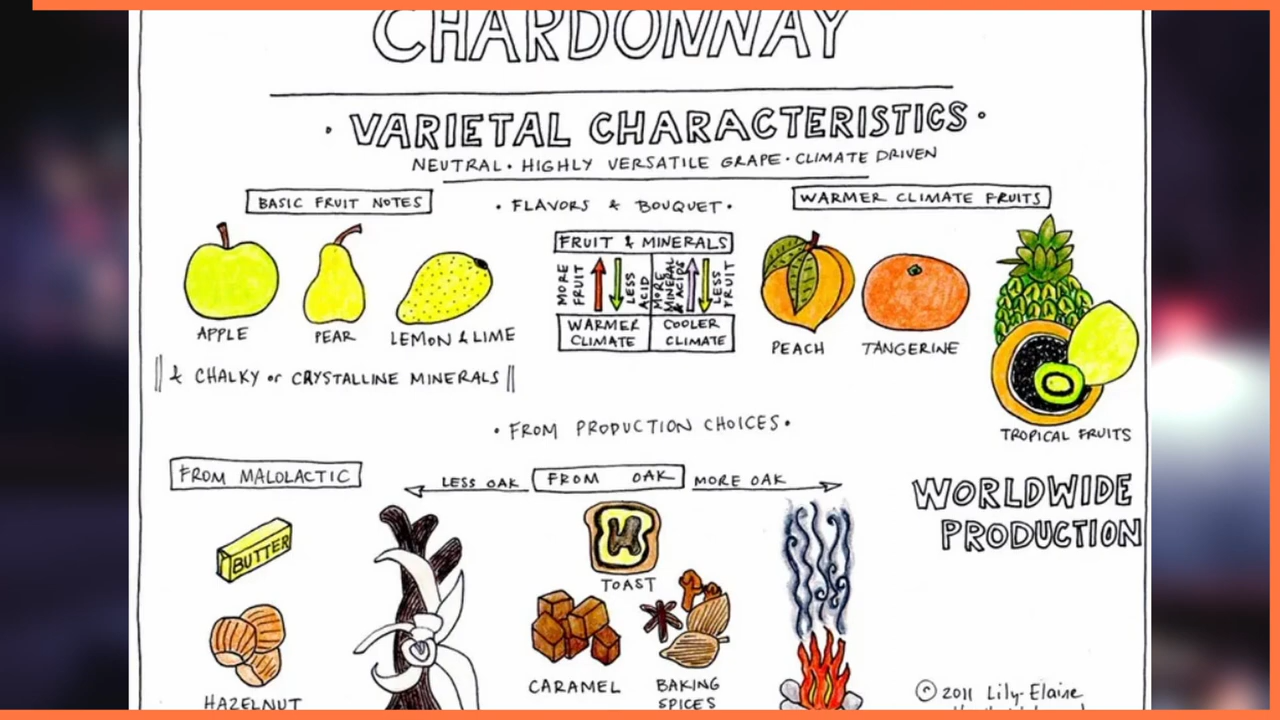 CHARDONNAY
· VARIETAL CHARACTERISTICS ·
NEUTRAL · HIGHLY VERSATILE GRAPE · CLIMATE DRIVEN
BASIC FRUIT NOTES
· FLAVORS & BOUQUET ·
WARMER CLIMATE FRUITS
FRUIT & MINERALS
MORE FRUIT
LESS ACID
MORE MINERAL & ACIDS
LESS FRUIT
WARMER CLIMATE
COOLER CLIMATE
APPLE
PEAR
LEMON & LIME
PEACH
TANGERINE
TROPICAL FRUITS
& CHALKY or CRYSTALLINE MINERALS
· FROM PRODUCTION CHOICES ·
FROM MALOLACTIC
LESS OAK
FROM OAK
MORE OAK
WORLDWIDE
PRODUCTION
BUTTER
TOAST
HAZELNUT
CARAMEL
BAKING
SPICES
© 2011 Lily-Elaine